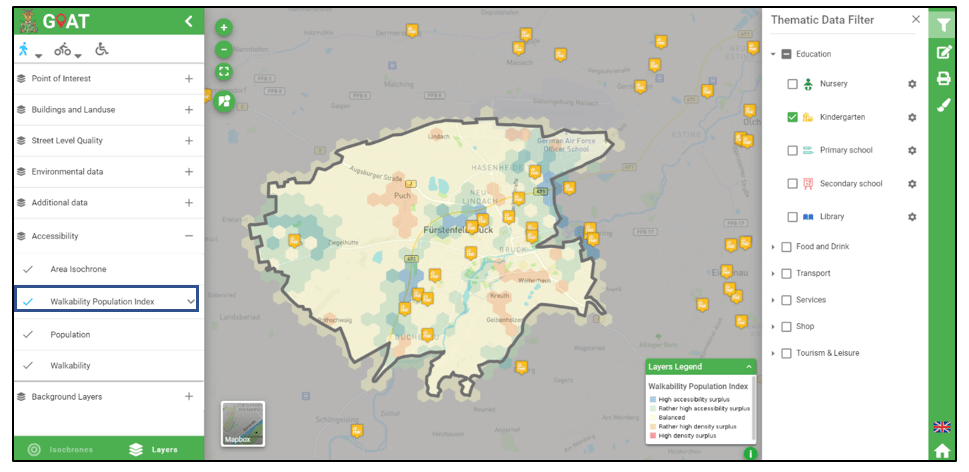 GOAT
Point of Interest
Buildings and Landuse
Street Level Quality
Environmental data
Additional data
Accessibility
Area Isochrone
Walkability Population Index
Population
Walkability
Background Layers
Isochrones
Layers
Mapbox
Maisach
Gegen
Lindach
German Air Force
Officer School
HASENHEIDE
Augsburger Straße
Puch
NEU-
LINDACH
Fürstenfeldbruck
Ziegelhütte
BRUCK
Weiherhaus
Kreuth
Gelbenholzen
Rothschwaig
BUCHENAU
Landsberied
Schöngeising
Layers Legend
Walkability Population Index
High accessibility surplus
Rather high accessibility surplus
Balanced
Rather high density surplus
High density surplus
Thematic Data Filter
Education
Nursery
Kindergarten
Primary school
Secondary school
Library
Food and Drink
Transport
Services
Shop
Tourism & Leisure